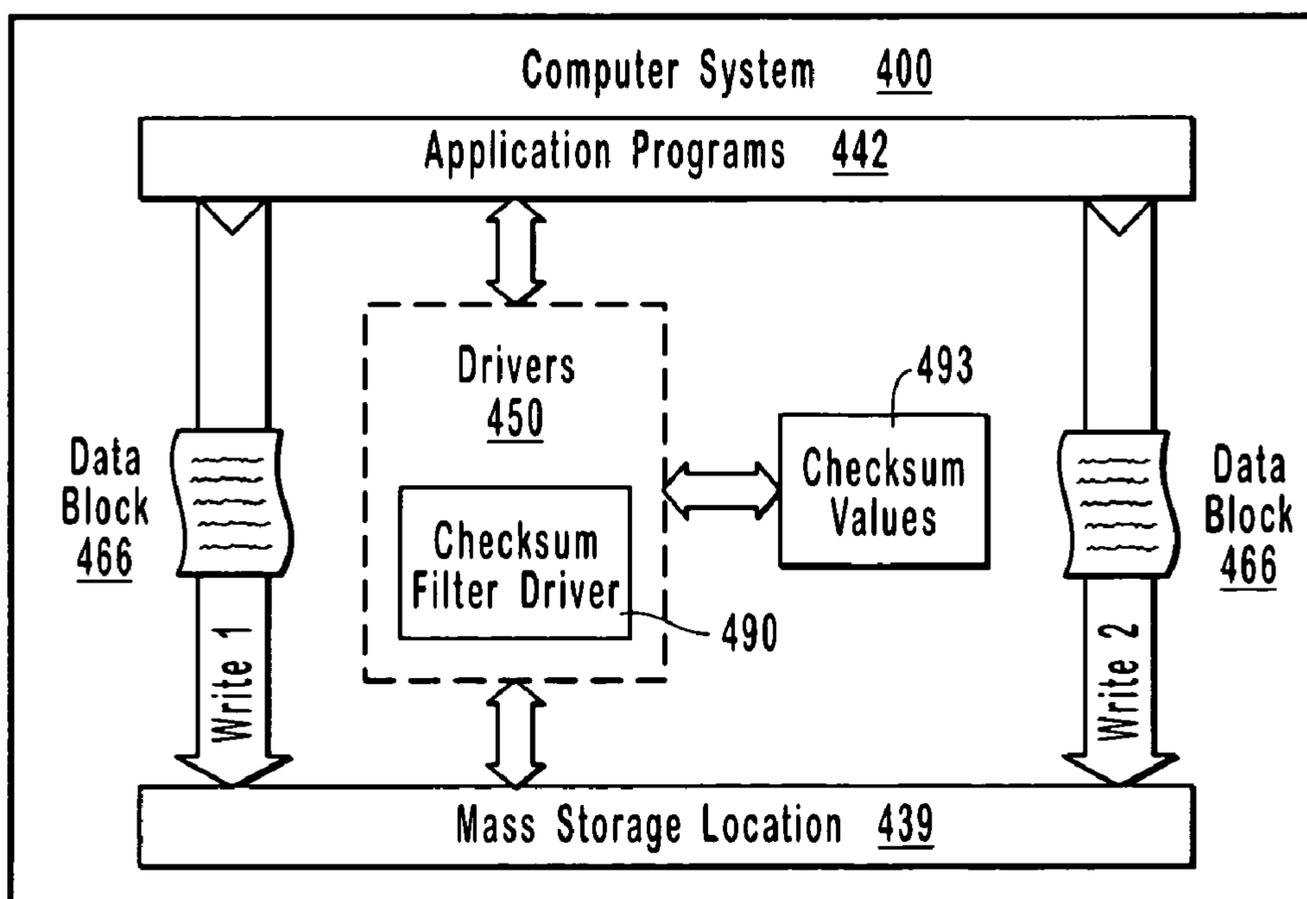 Computer System 400
Application Programs 442
Drivers
450
493
Data
Block
466
Checksum
Values
Data
Block
466
Checksum
Filter Driver
490
Write 1
Write 2
Mass Storage Location 439